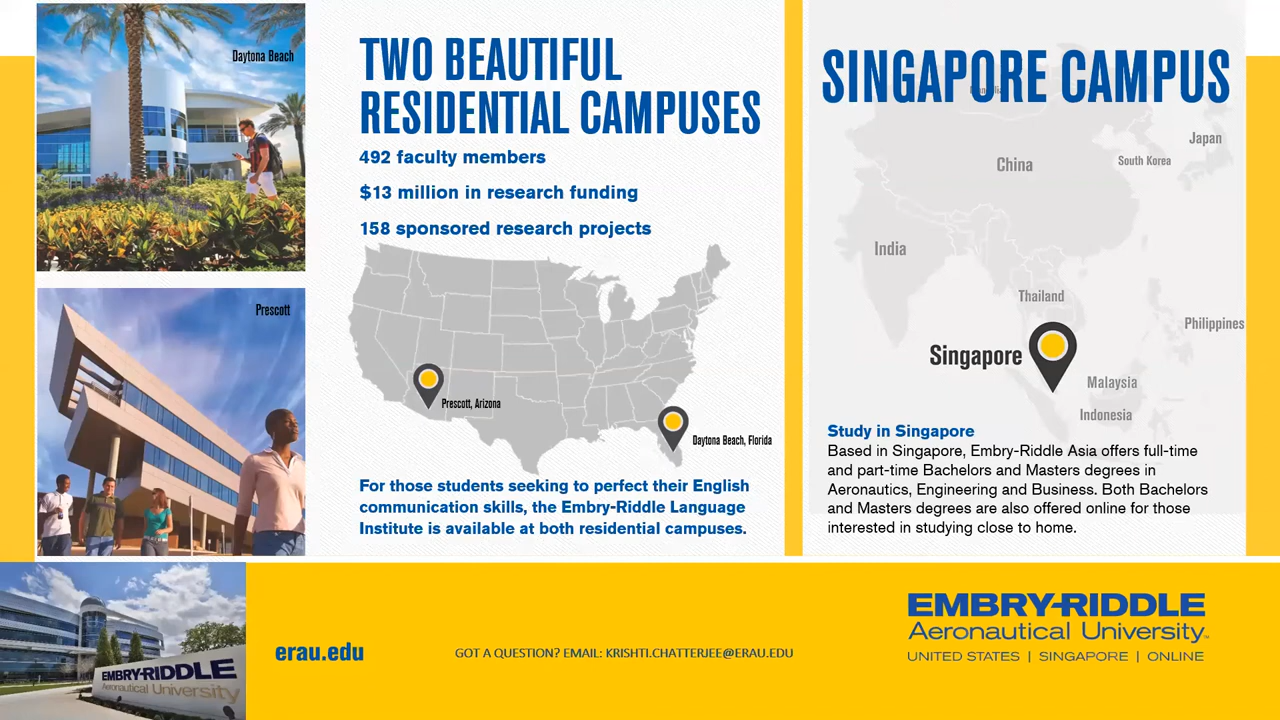 Daytona Beach
Prescott
TWO BEAUTIFUL
RESIDENTIAL CAMPUSES
492 faculty members
$13 million in research funding
158 sponsored research projects
Prescott, Arizona
Daytona Beach, Florida
For those students seeking to perfect their English
communication skills, the Embry-Riddle Language
Institute is available at both residential campuses.
SINGAPORE CAMPUS
Japan
South Korea
China
India
Thailand
Philippines
Singapore
Malaysia
Indonesia
Study in Singapore
Based in Singapore, Embry-Riddle Asia offers full-time
and part-time Bachelors and Masters degrees in
Aeronautics, Engineering and Business. Both Bachelors
and Masters degrees are also offered online for those
interested in studying close to home.
EMBRY-RIDDLE
Aeronautical University
erau.edu
GOT A QUESTION? EMAIL: KRISHTI.CHATTERJEE@ERAU.EDU
EMBRY-RIDDLE
Aeronautical University™
UNITED STATES | SINGAPORE | ONLINE